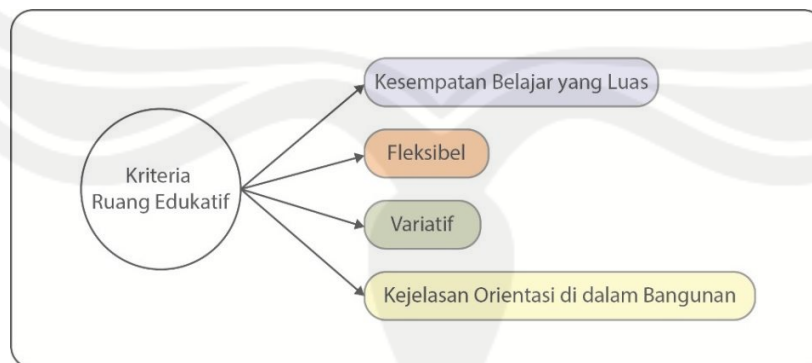 Kesempatan Belajar yang Luas
Fleksibel
Kriteria
Ruang Edukatif
Variatif
Kejelasan Orientasi di dalam Bangunan